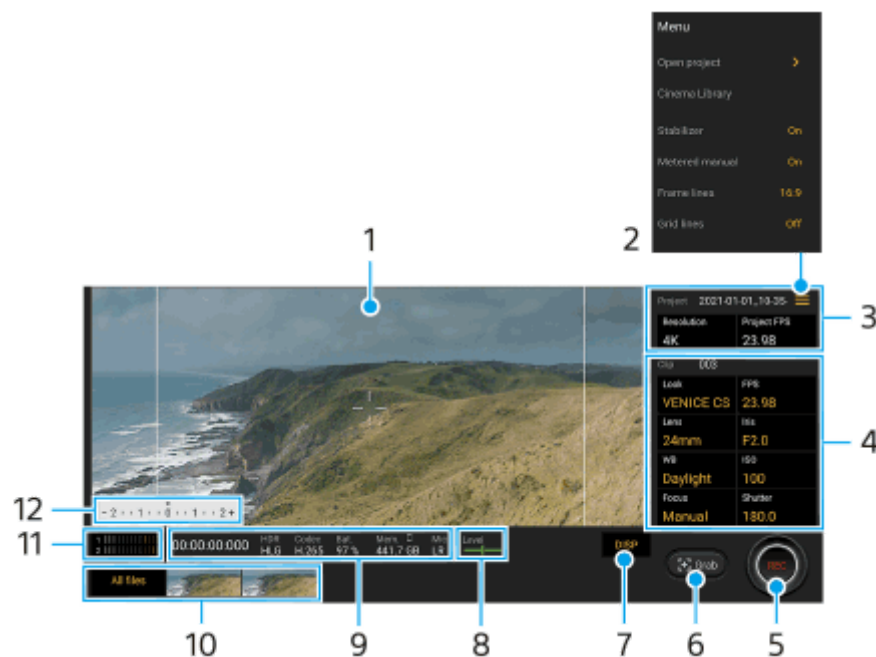 Menu
Open project >
Cinema Library
Stabilizer On
Metered manual On
Frame lines 16:9
Grid lines Off
1
2
Project 2021-01-01_10-35-
Resolution Project FPS
4K 23.98
3
Clip 003
Look FPS
VENICE CS 23.98
Lens Iris
24mm F2.0
WB ISO
Daylight 100
Focus Shutter
Manual 180.0
4
12
-2··1··0··1··2+
11
1
2
00:00:00:000
HDR Codec Bat. Mem. Mic
HLG H.265 97% 441.7 GB LR
Level
DISP
Grab
REC
All files
10 9 8 7 6 5